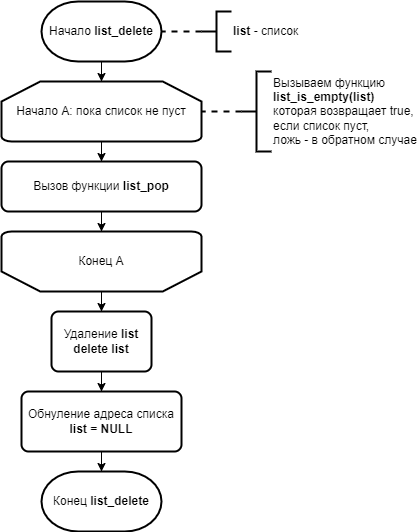 Начало list_delete
list - список
Начало А: пока список не пуст
Вызываем функцию
list_is_empty(list)
которая возвращает true,
если список пуст,
ложь - в обратном случае
Вызов функции list_pop
Конец А
Удаление list
delete list
Обнуление адреса списка
list = NULL
Конец list_delete